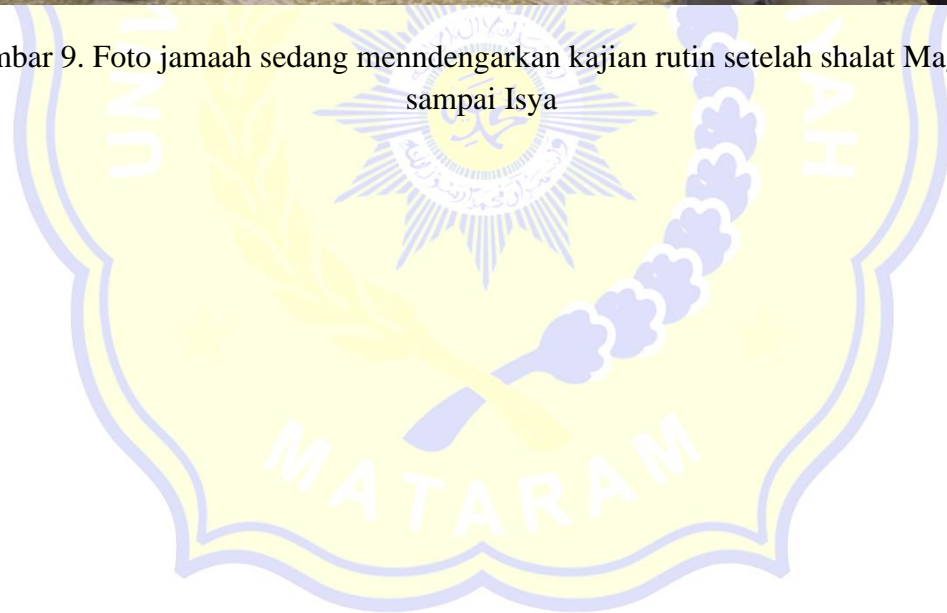 mbar 9. Foto jamaah sedang menndengarkan kajian rutin setelah shalat Ma
sampai Isya
MATARAM